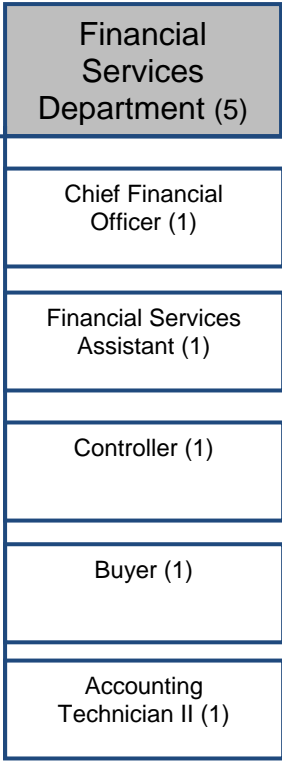 Financial
Services
Department (5)
Chief Financial
Officer (1)
Financial Services
Assistant (1)
Controller (1)
Buyer (1)
Accounting
Technician II (1)